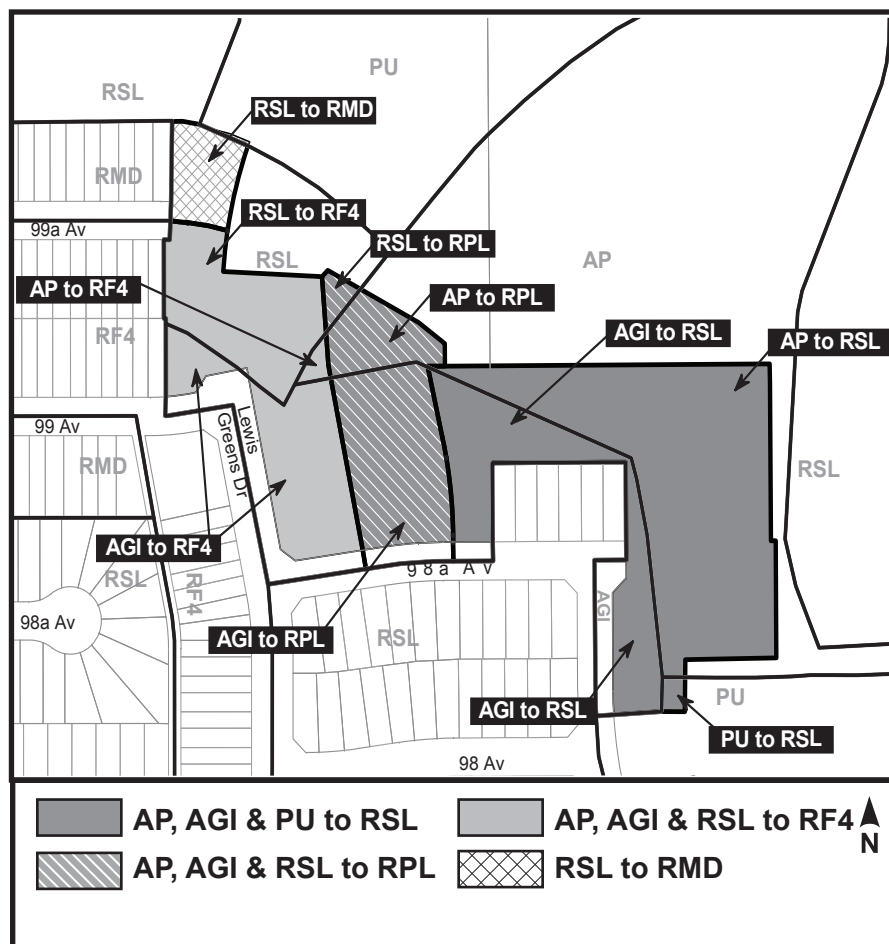 PU
RSL
RSL to RMD
RMD
RSL to RF4
99a Av
RSL to RPL
RSL
AP
AP to RF4
AP to RPL
AGI to RSL
RF4
AP to RSL
Lewis
Greens Dr
99 Av
RMD
RSL
AGI to RF4
98a Av
RSL
RF4
AGI
98a Av
AGI to RPL
RSL
PU
AGI to RSL
PU to RSL
98 Av
AP, AGI & PU to RSL
AP, AGI & RSL to RF4
N
AP, AGI & RSL to RPL
RSL to RMD